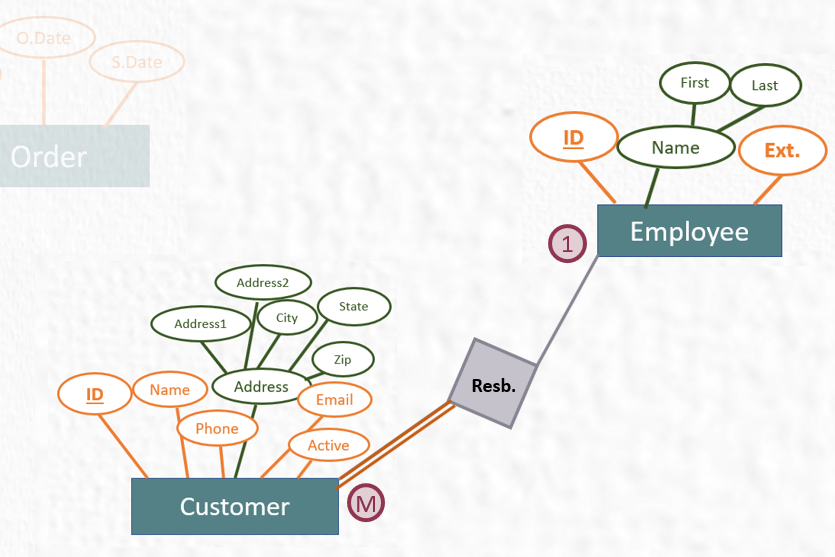 O.Date
S.Date
Order
First
Last
ID
Name
Ext.
Employee
1
Address2
Address1
City
State
Zip
ID
Name
Address
Email
Phone
Active
Resb.
Customer
M